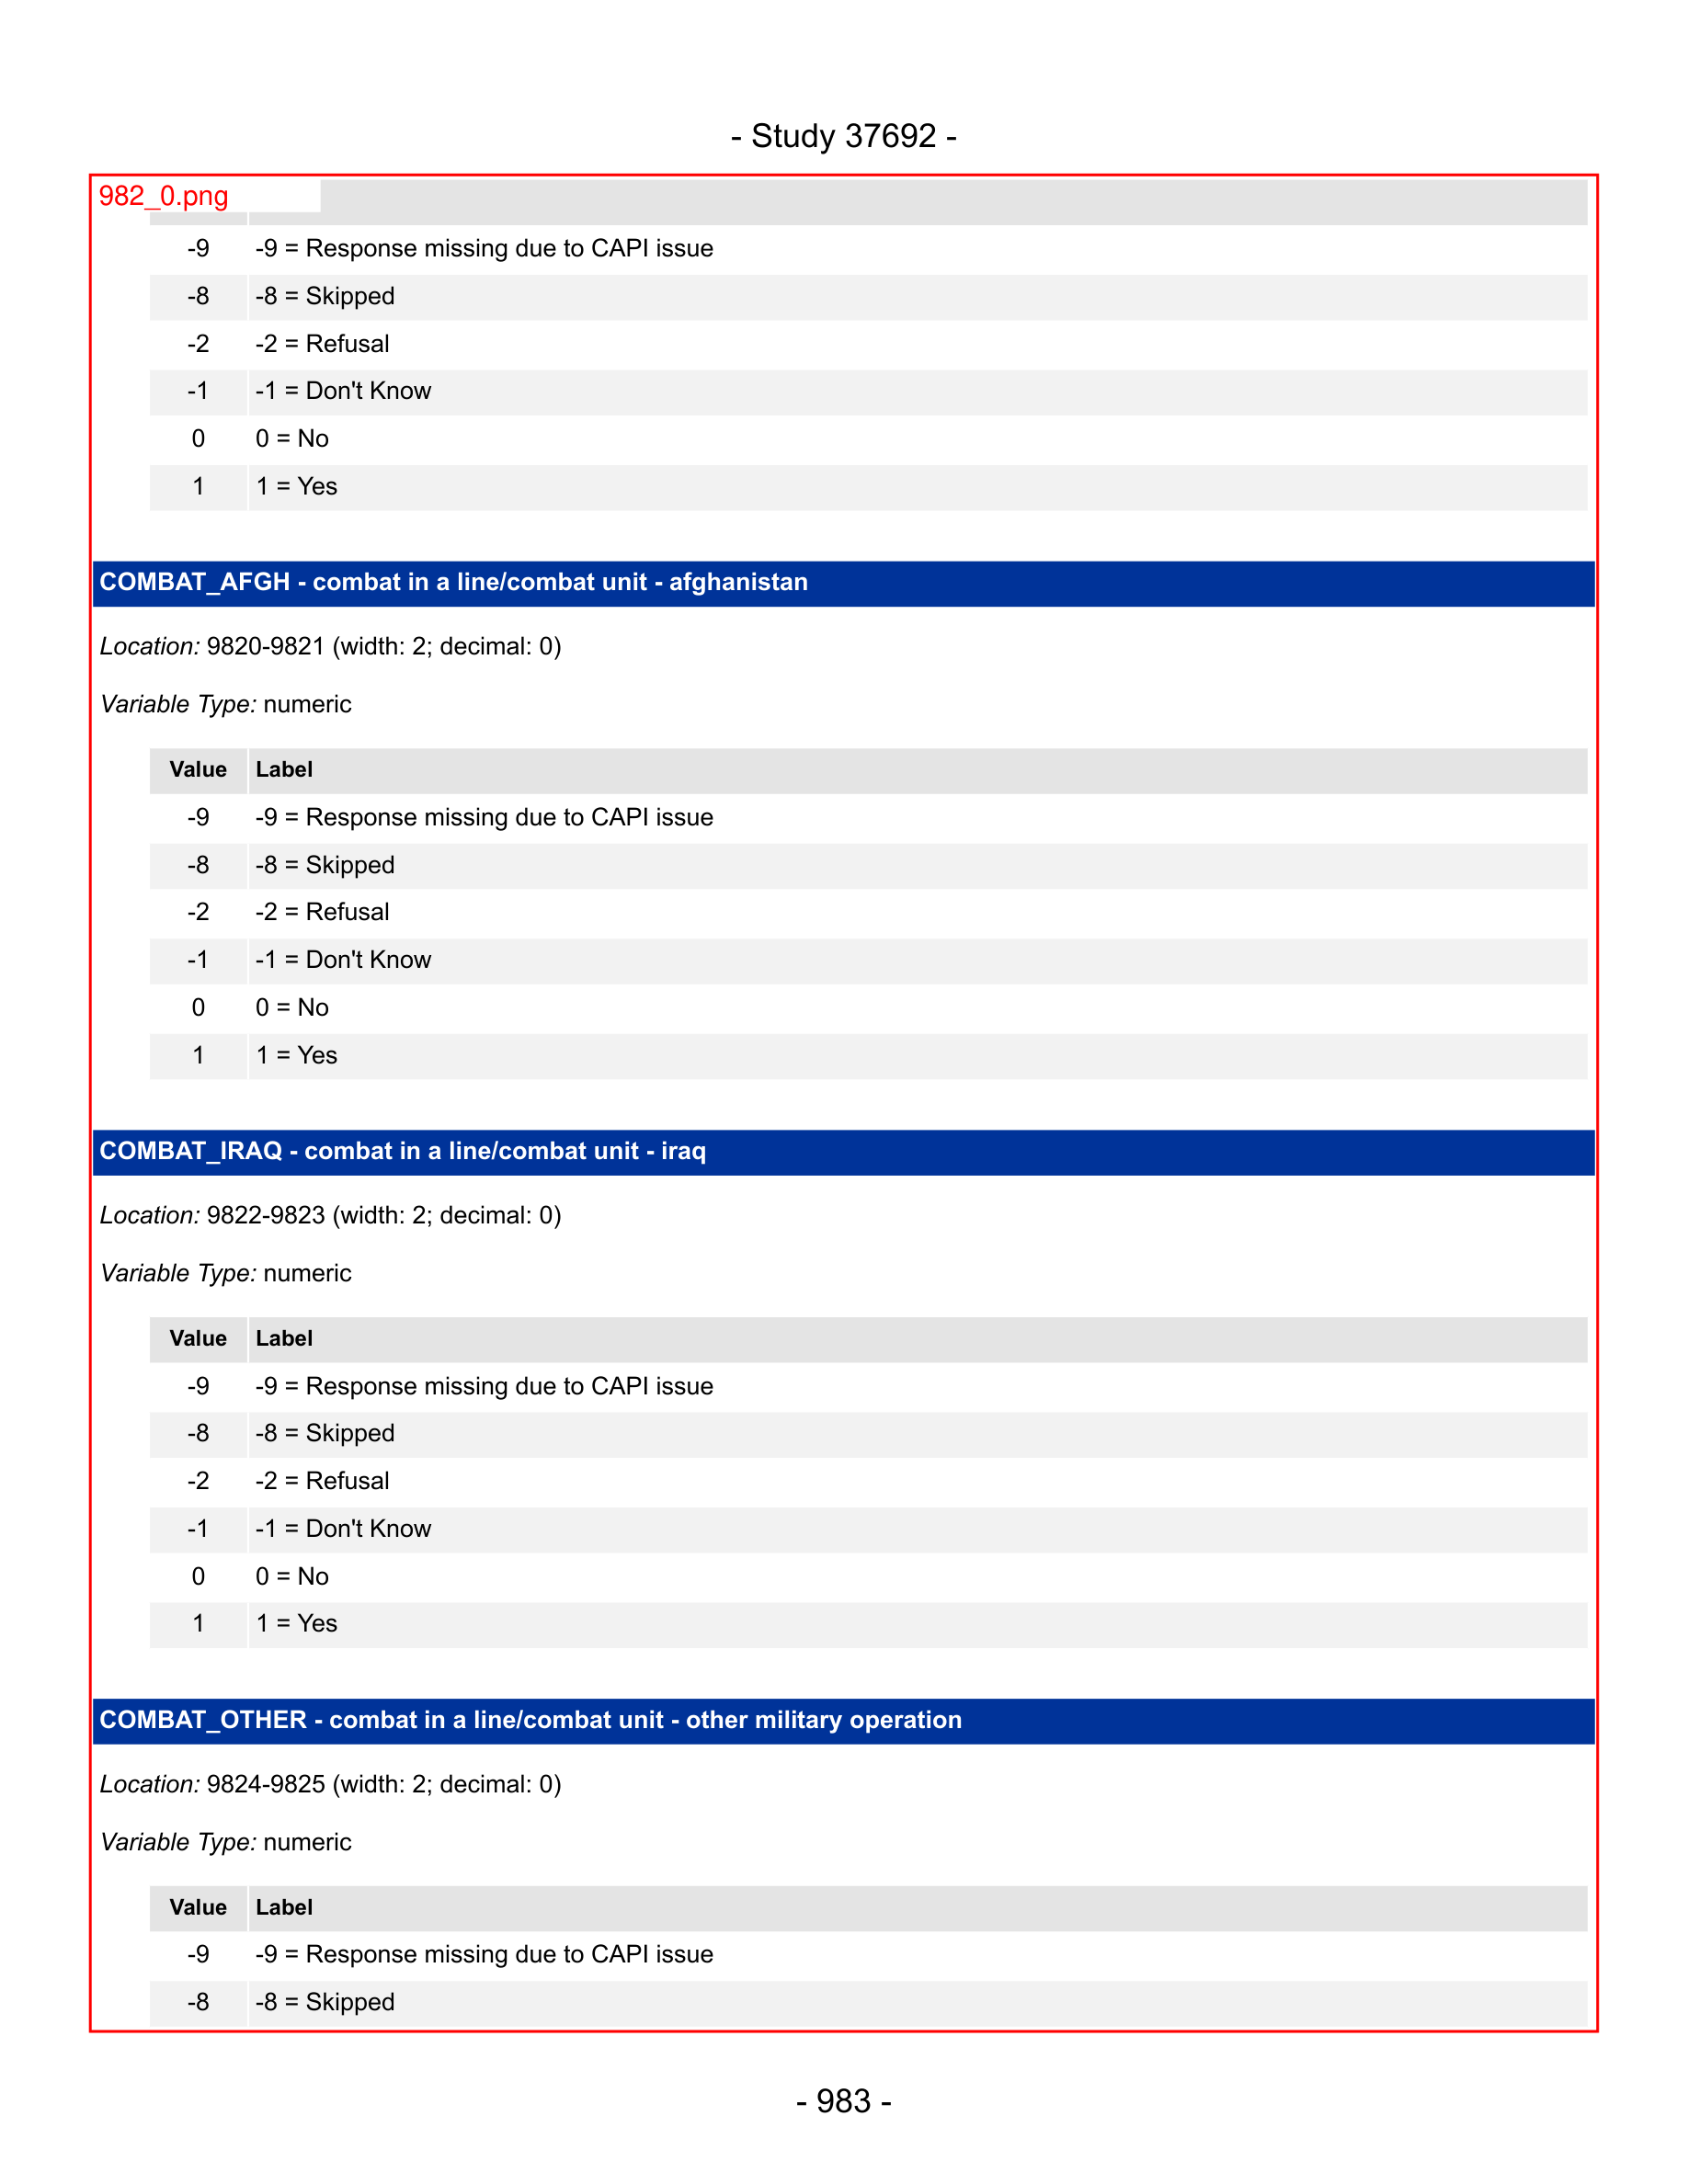 - Study 37692 -
982_0.png
-9 -9 = Response missing due to CAPI issue
-8 -8 = Skipped
-2 -2 = Refusal
-1 -1 = Don't Know
0 0 = No
1 1 = Yes
COMBAT_AFGH - combat in a line/combat unit - afghanistan
Location: 9820-9821 (width: 2; decimal: 0)
Variable Type: numeric
Value Label
-9 -9 = Response missing due to CAPI issue
-8 -8 = Skipped
-2 -2 = Refusal
-1 -1 = Don't Know
0 0 = No
1 1 = Yes
COMBAT_IRAQ - combat in a line/combat unit - iraq
Location: 9822-9823 (width: 2; decimal: 0)
Variable Type: numeric
Value Label
-9 -9 = Response missing due to CAPI issue
-8 -8 = Skipped
-2 -2 = Refusal
-1 -1 = Don't Know
0 0 = No
1 1 = Yes
COMBAT_OTHER - combat in a line/combat unit - other military operation
Location: 9824-9825 (width: 2; decimal: 0)
Variable Type: numeric
Value Label
-9 -9 = Response missing due to CAPI issue
-8 -8 = Skipped
- 983 -